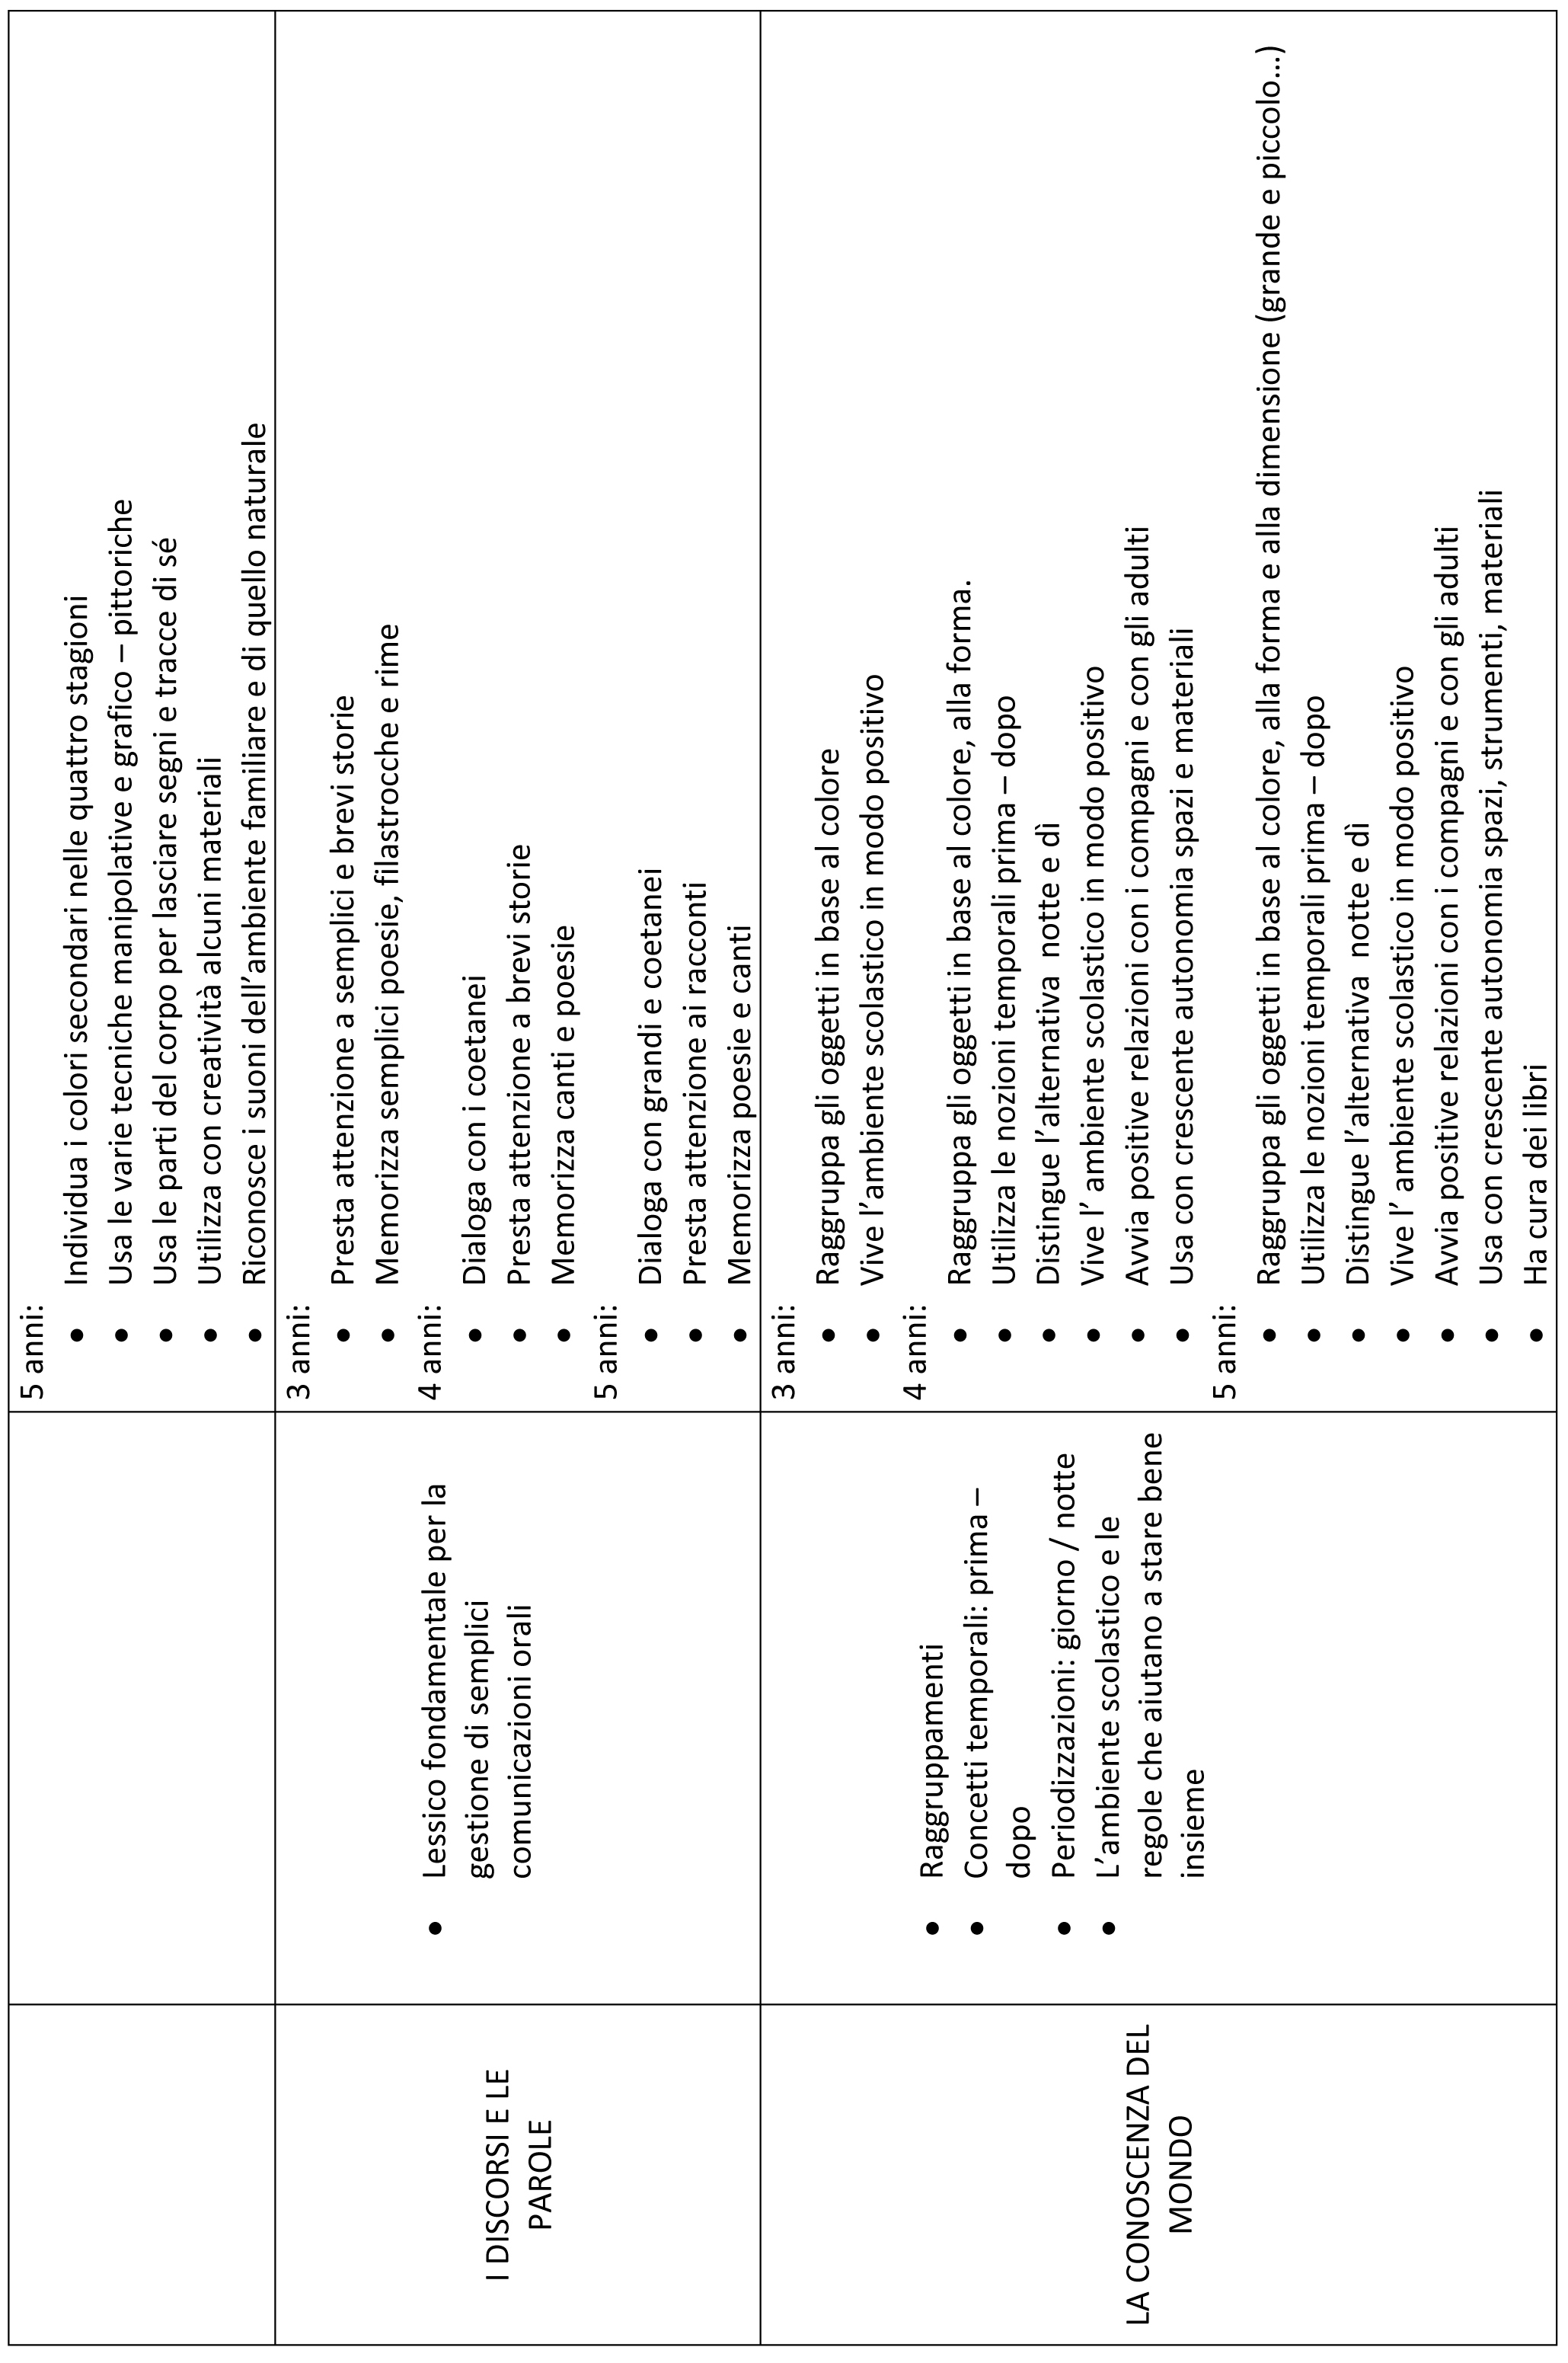 5 anni:
• Individua i colori secondari nelle quattro stagioni
• Usa le varie tecniche manipolative e grafico – pittoriche
• Usa le parti del corpo per lasciare segni e tracce di sé
• Utilizza con creatività alcuni materiali
• Riconosce i suoni dell’ambiente familiare e di quello naturale
I DISCORSI E LE
PAROLE
• Lessico fondamentale per la
gestione di semplici
comunicazioni orali
3 anni:
• Presta attenzione a semplici e brevi storie
• Memorizza semplici poesie, filastrocche e rime
4 anni:
• Dialoga con i coetanei
• Presta attenzione a brevi storie
• Memorizza canti e poesie
5 anni:
• Dialoga con grandi e coetanei
• Presta attenzione ai racconti
• Memorizza poesie e canti
LA CONOSCENZA DEL
MONDO
• Raggruppamenti
• Concetti temporali: prima –
dopo
• Periodizzazioni: giorno / notte
• L’ambiente scolastico e le
regole che aiutano a stare bene
insieme
3 anni:
• Raggruppa gli oggetti in base al colore
• Vive l’ambiente scolastico in modo positivo
4 anni:
• Raggruppa gli oggetti in base al colore, alla forma.
• Utilizza le nozioni temporali prima – dopo
• Distingue l’alternativa  notte e dì
• Vive l’ ambiente scolastico in modo positivo
• Avvia positive relazioni con i compagni e con gli adulti
• Usa con crescente autonomia spazi e materiali
5 anni:
• Raggruppa gli oggetti in base al colore, alla forma e alla dimensione (grande e piccolo…)
• Utilizza le nozioni temporali prima – dopo
• Distingue l’alternativa  notte e dì
• Vive l’ ambiente scolastico in modo positivo
• Avvia positive relazioni con i compagni e con gli adulti
• Usa con crescente autonomia spazi, strumenti, materiali
• Ha cura dei libri